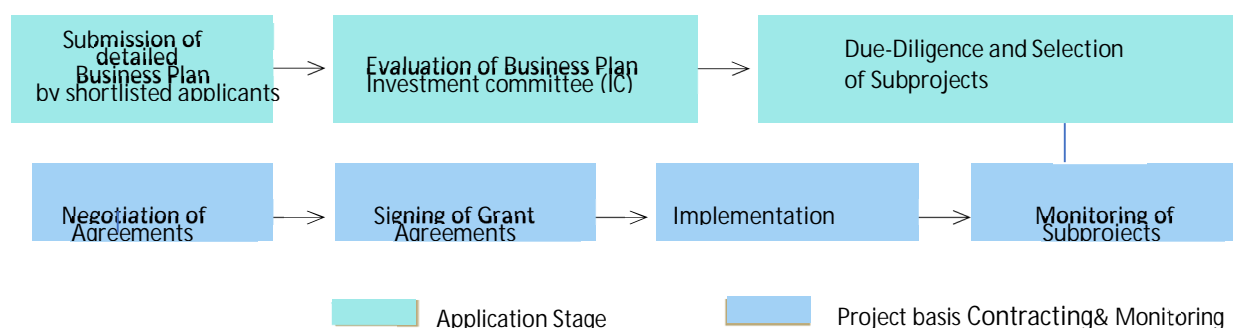 Submission of
detailed
Business Plan
by shortlisted applicants
Evaluation of Business Plan
Investment committee (IC)
Due-Diligence and Selection
of Subprojects
Negotiation of
Agreements
Signing of Grant
Agreements
Implementation
Monitoring of
Subprojects
Application Stage
Project basis Contracting& Monitoring